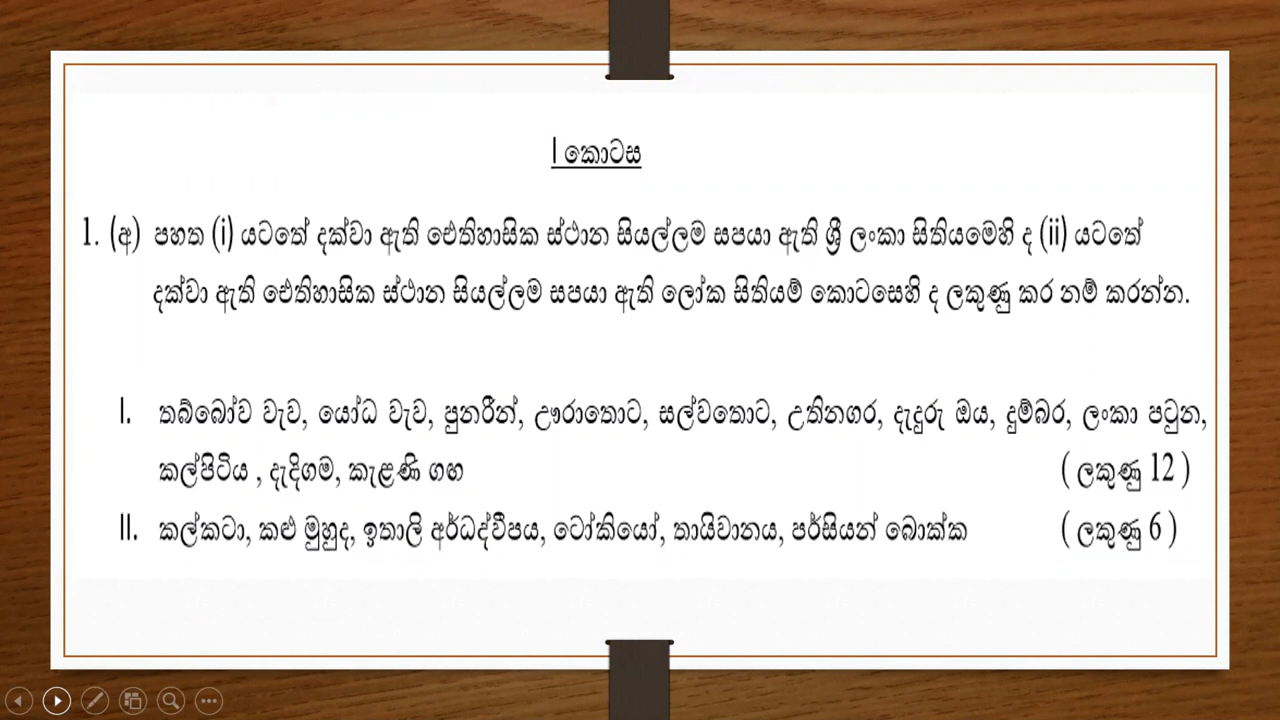 I කොටස
1. (අ) පහත (i) යටතේ දක්වා ඇති ඓතිහාසික ස්ථාන සියල්ලම සපයා ඇති ශ්‍රී ලංකා සිතියමෙහි ද (ii) යටතේ
දක්වා ඇති ඓතිහාසික ස්ථාන සියල්ලම සපයා ඇති ලෝක සිතියම් කොටසෙහි ද ලකුණු කර නම් කරන්න.
I. තබ්බෝව වැව, යෝධ වැව, පුනරීන්, ඌරාතොට, සල්වතොට, උතිනගර, දැදුරු ඔය, දුම්බර, ලංකා පටුන,
කල්පිටිය , දැදිගම, කැළණි ගඟ ( ලකුණු 12 )
II. කල්කටා, කළු මුහුද, ඉතාලි අර්ධද්වීපය, ටෝකියෝ, තායිවානය, පර්සියන් බොක්ක ( ලකුණු 6 )